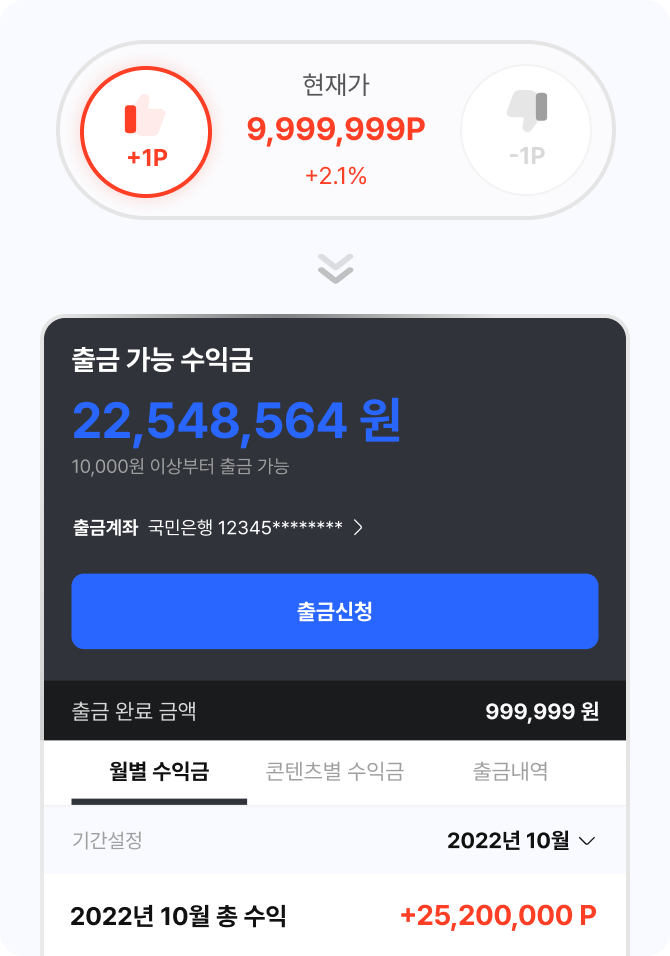 현재가
+1P
9,999,999P
-1P
+2.1%
출금 가능 수익금
22,548,564 원
10,000원 이상부터 출금 가능
출금계좌 국민은행 12345********
출금신청
출금 완료 금액 999,999 원
월별 수익금 콘텐츠별 수익금 출금내역
기간설정 2022년 10월
2022년 10월 총 수익 +25,200,000 P